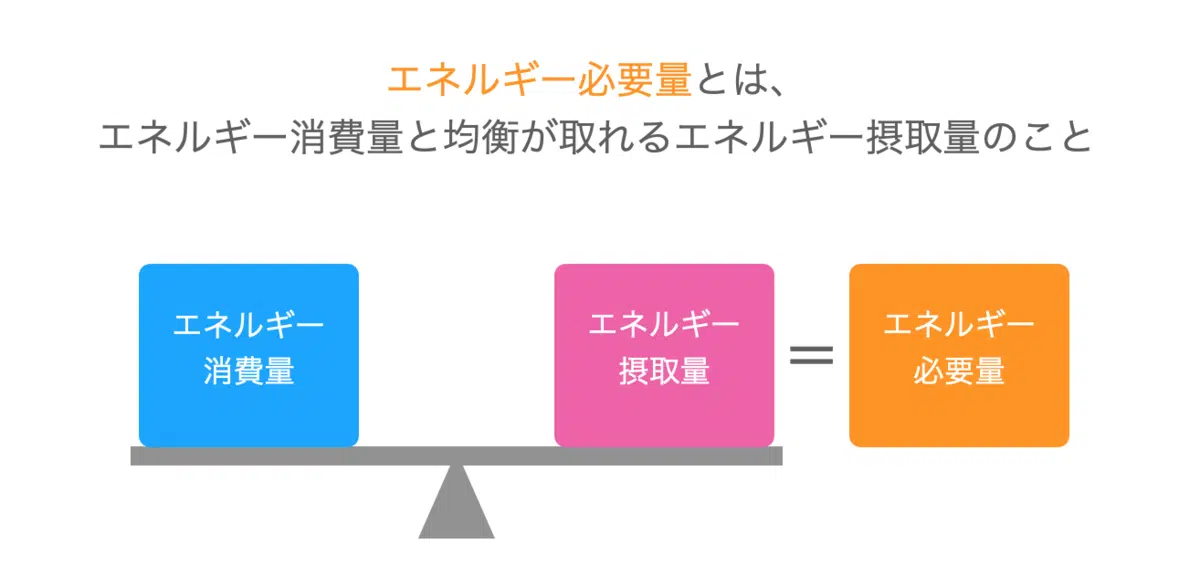 エネルギー必要量とは、
エネルギー消費量と均衡が取れるエネルギー摂取量のこと
エネルギー
消費量
エネルギー
摂取量
=
エネルギー
必要量